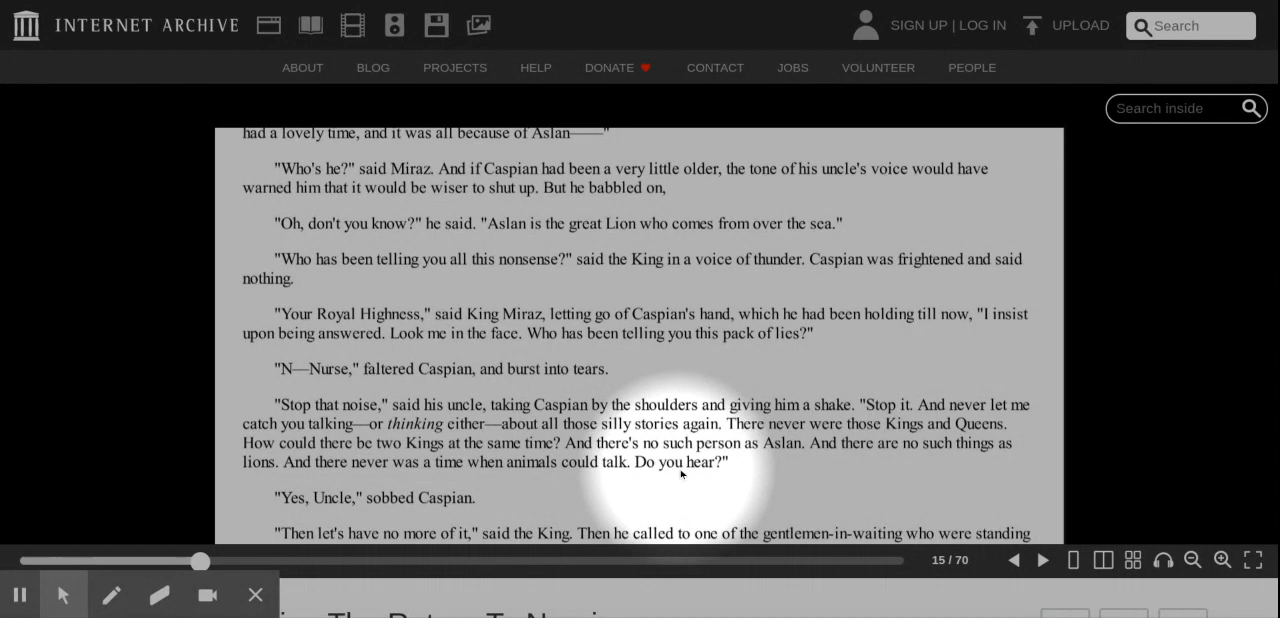 INTERNET ARCHIVE
SIGN UP | LOG IN
UPLOAD
Search
ABOUT BLOG PROJECTS HELP DONATE CONTACT JOBS VOLUNTEER PEOPLE
Search inside
had a lovely time, and it was all because of Aslan——"
"Who's he?" said Miraz. And if Caspian had been a very little older, the tone of his uncle's voice would have
warned him that it would be wiser to shut up. But he babbled on,
"Oh, don't you know?" he said. "Aslan is the great Lion who comes from over the sea."
"Who has been telling you all this nonsense?" said the King in a voice of thunder. Caspian was frightened and said
nothing.
"Your Royal Highness," said King Miraz, letting go of Caspian's hand, which he had been holding till now, "I insist
upon being answered. Look me in the face. Who has been telling you this pack of lies?"
"N—Nurse," faltered Caspian, and burst into tears.
"Stop that noise," said his uncle, taking Caspian by the shoulders and giving him a shake. "Stop it. And never let me
catch you talking—or thinking either—about all those silly stories again. There never were those Kings and Queens.
How could there be two Kings at the same time? And there's no such person as Aslan. And there are no such things as
lions. And there never was a time when animals could talk. Do you hear?"
"Yes, Uncle," sobbed Caspian.
"Then let's have no more of it," said the King. Then he called to one of the gentlemen-in-waiting who were standing
15 / 70
The Return To Narnia